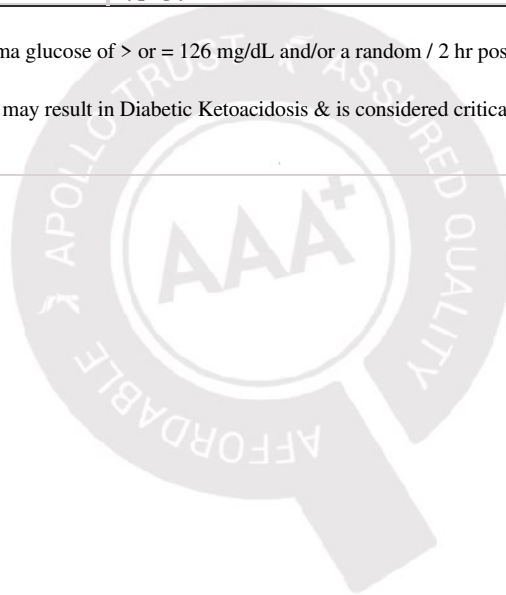 ma glucose of > or = 126 mg/dL and/or a random / 2 hr pos
may result in Diabetic Ketoacidosis & is considered critica
APOLLO TRUST ASSURED QUALITY AFFORDABLE
AAA+